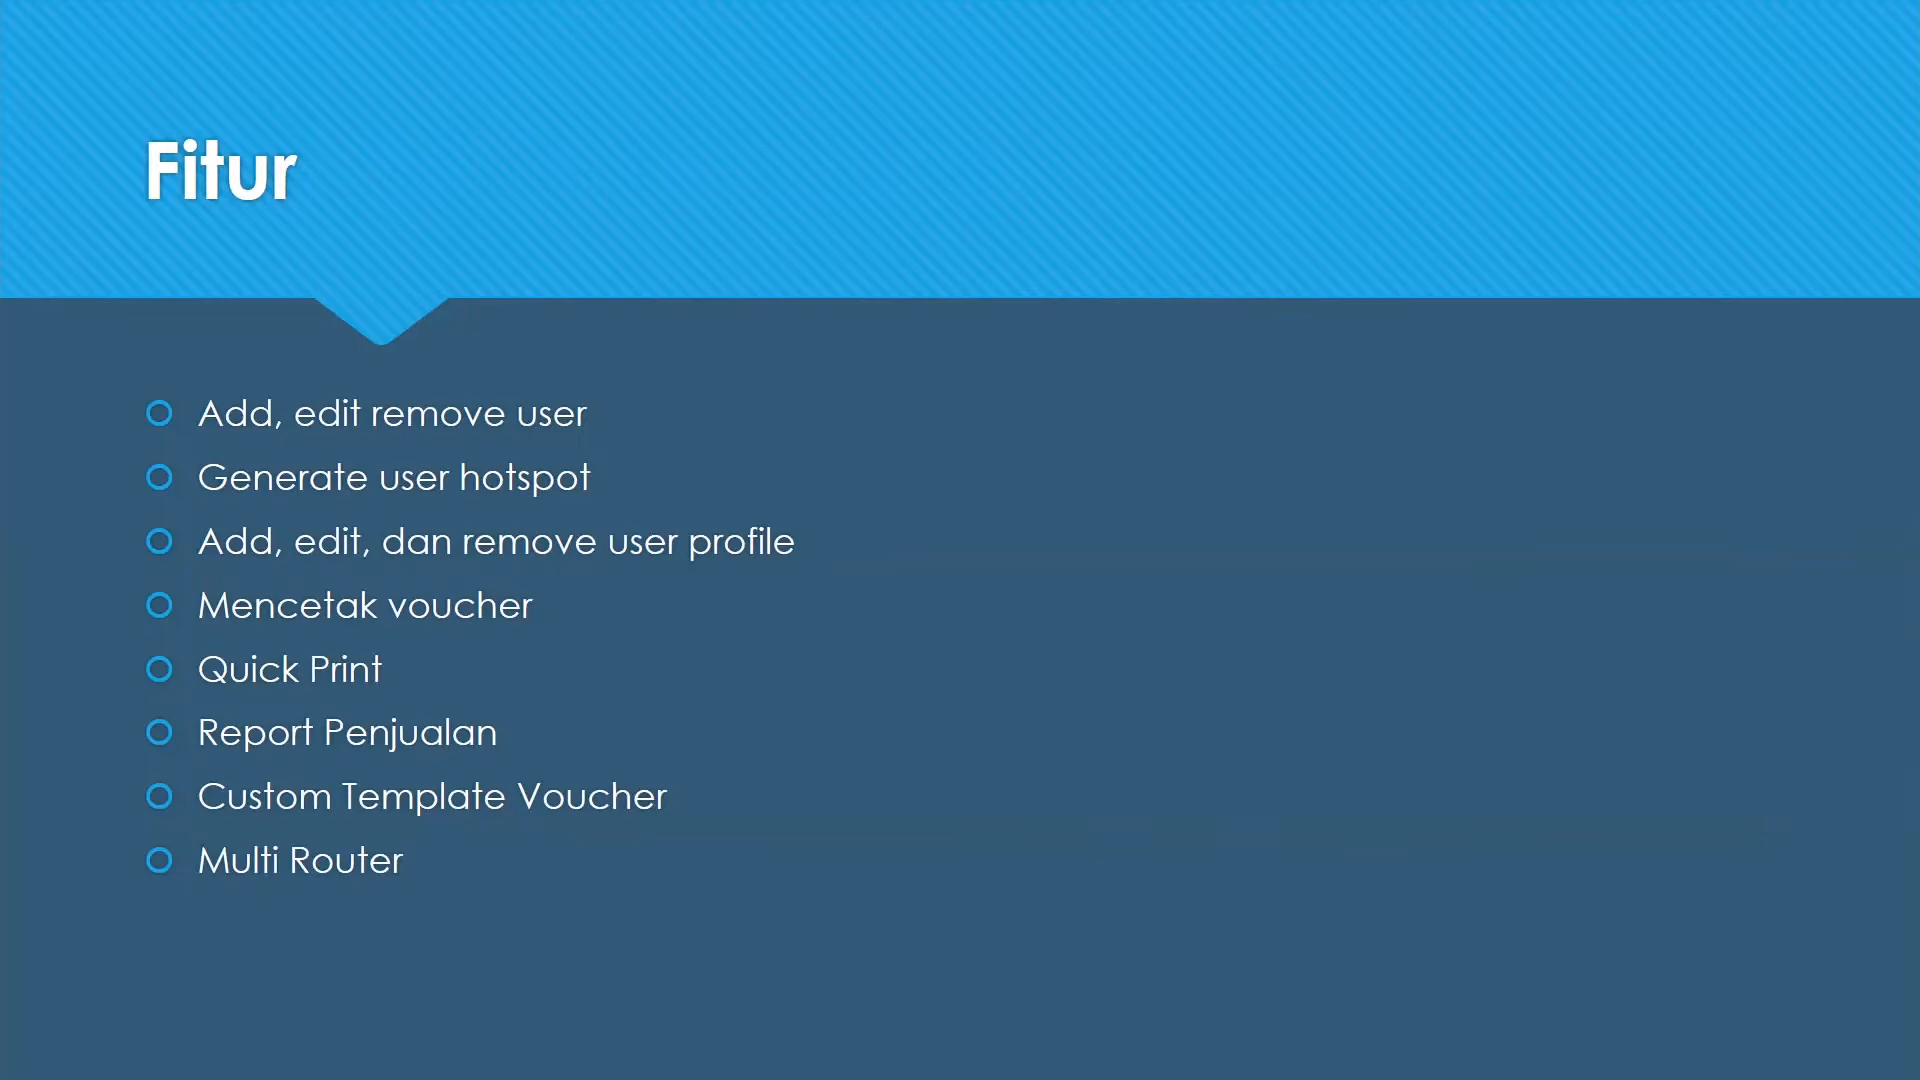 Fitur
Add, edit remove user
Generate user hotspot
Add, edit, dan remove user profile
Mencetak voucher
Quick Print
Report Penjualan
Custom Template Voucher
Multi Router